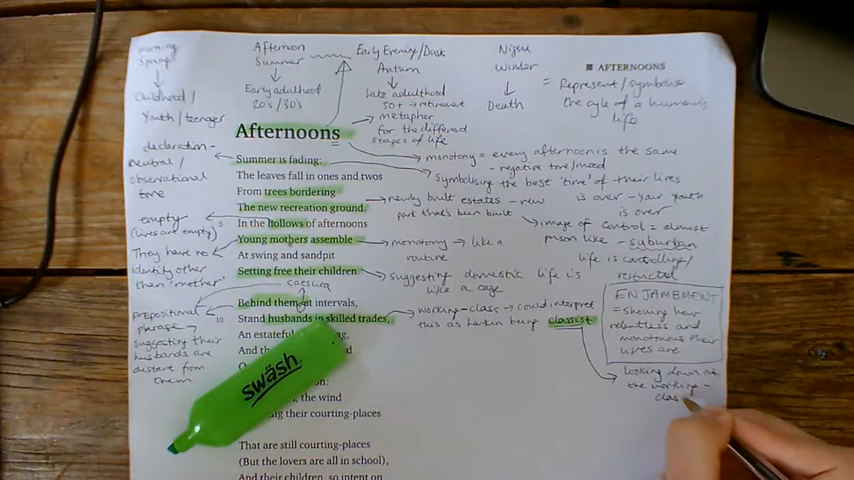 Morning
Spring
Childhood/
Youth/teenager
Afternoon
Summer
Early adulthood
20's/30's
Early Evening/Dusk
Autumn
late adulthood
50+ → retirement
metaphor
for the different
stages of life
Night
Winter
Death
■ AFTERNOONS
= Represent/symbolise
the cyle of a human's
life
Afternoons
declaration -
neutral/
observational
tone
monotony = every afternoon is the same
- negative tone/mood
Symbolising the best 'time' of their lives
is over - your youth
is over
Summer is fading:
The leaves fall in ones and twos
From trees bordering
The new recreation ground.
In the hollows of afternoons
Young mothers assemble
At swing and sandpit
Setting free their children
newly built estates - new
part that's been built
image of control = almost
prison like - suburban
life is controlling/
restricted
empty
(lives are empty)
5
They have no
identity other
than 'mother'
monotony → like a
routine
suggesting domestic life is
like a cage
caesura
Behind them, at intervals,
Stand husbands in skilled trades,
10
An estateful
And the
prepositional
phrase →
suggesting their
husbands are
distant from
them
working-class → could interpret
this as Larkin being classist
ENJAMBMENT
= showing how
relentless and
monotonous their
lives are
looking down at
the working-
clas
swäsh
, the wind
their courting-places
That are still courting-places
(But the lovers are all in school),
And their children, so intent on